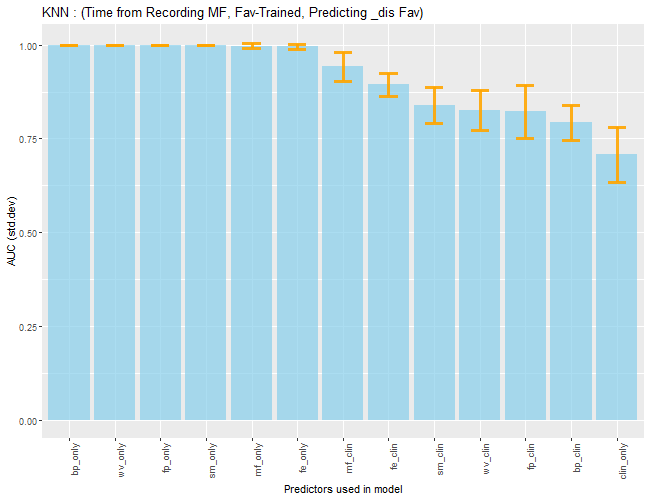 KNN : (Time from Recording MF, Fav-Trained, Predicting _dis Fav)
1.00
0.75
0.50
0.25
0.00
AUC (std.dev)
bp_only
wv_only
fp_only
sm_only
mf_only
fe_only
mf_clin
fe_clin
sm_clin
wv_clin
fp_clin
bp_clin
clin_only
Predictors used in model